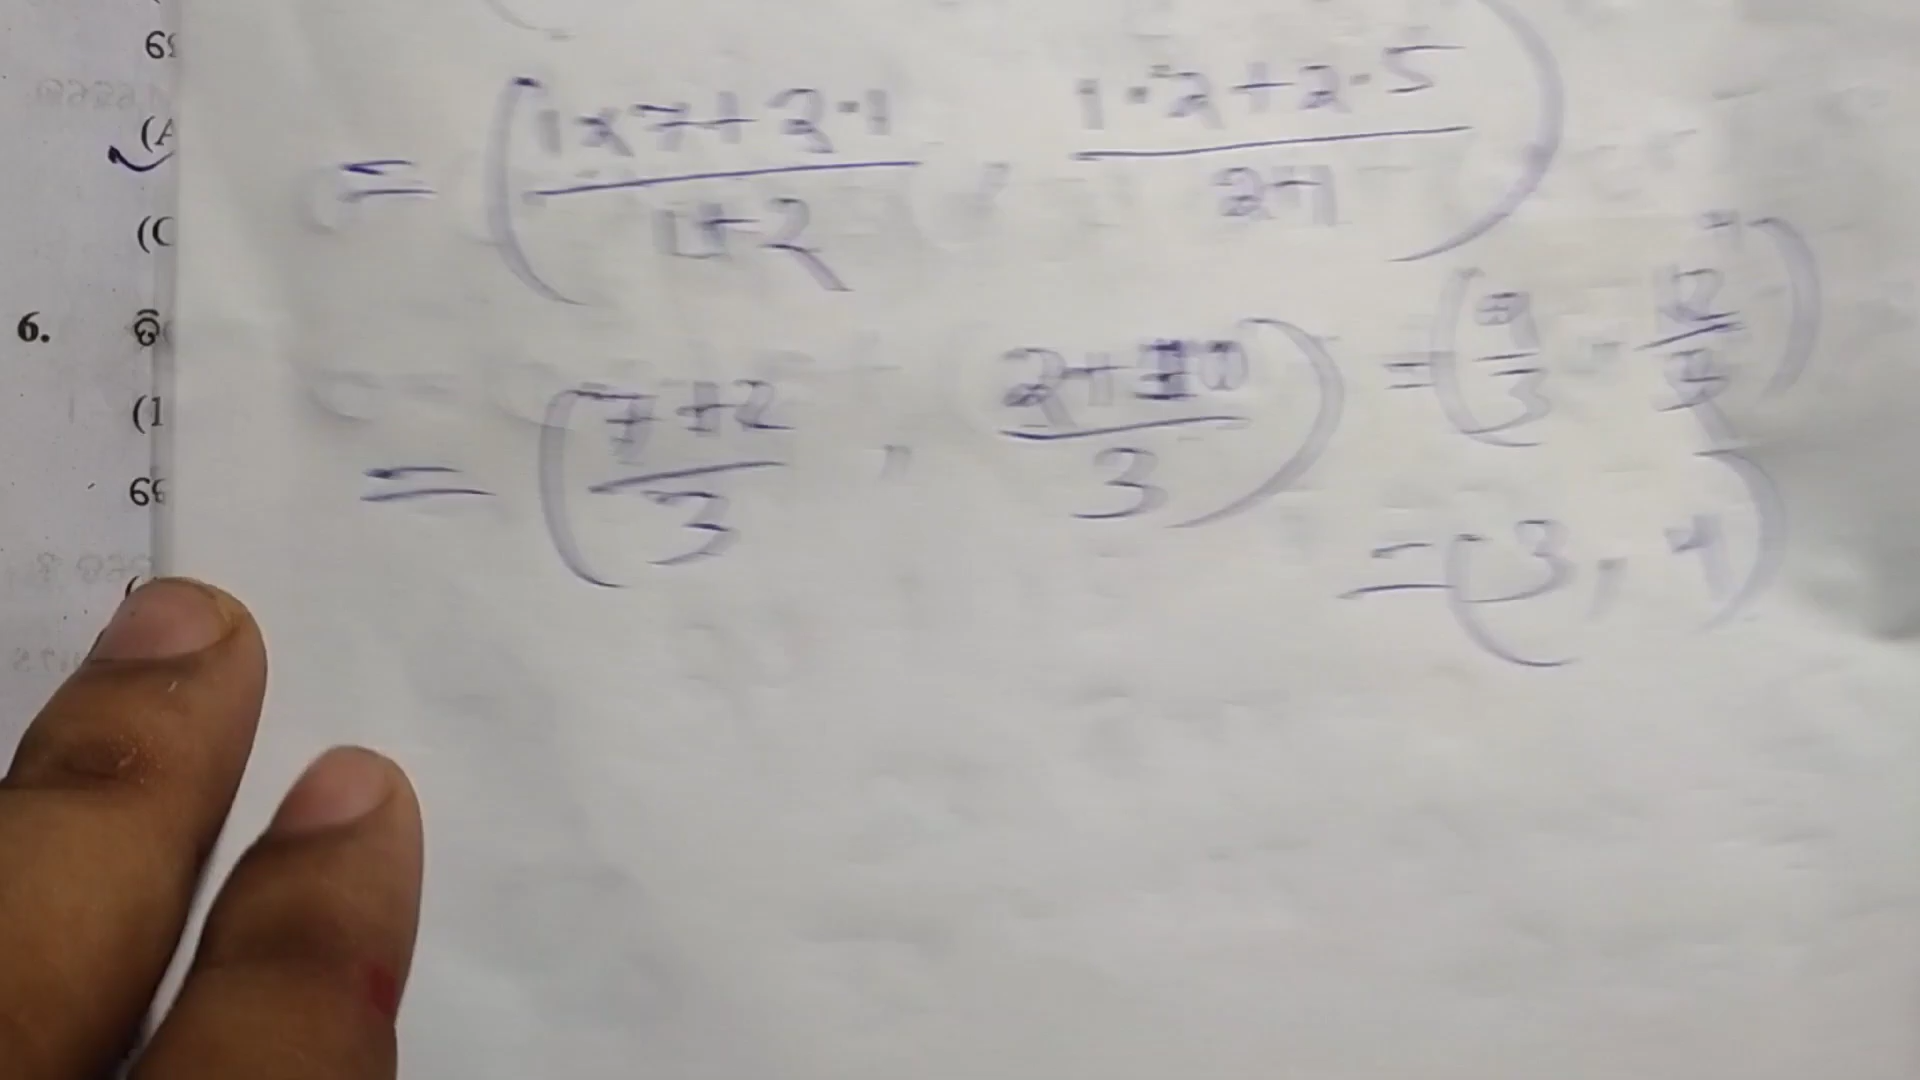 = (1×7+2·1/1+2 , 1·2+2·5/2+1)
= (7+2/3 , 2+10/3) = (9/3 , 12/3)
= (3, 4)
6.